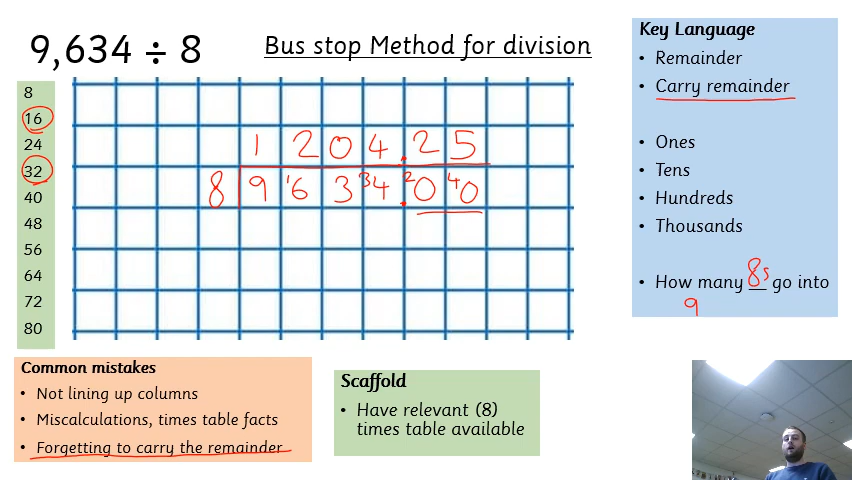 9,634 ÷ 8
Bus stop Method for division
8
16
24
32
40
48
56
64
72
80
1 2 0 4 . 2 5
8 9 ¹6 3 ³4 . ²0 ⁴0
Key Language
• Remainder
• Carry remainder
• Ones
• Tens
• Hundreds
• Thousands
• How many 8s go into
9
Common mistakes
• Not lining up columns
• Miscalculations, times table facts
• Forgetting to carry the remainder
Scaffold
• Have relevant (8)
times table available